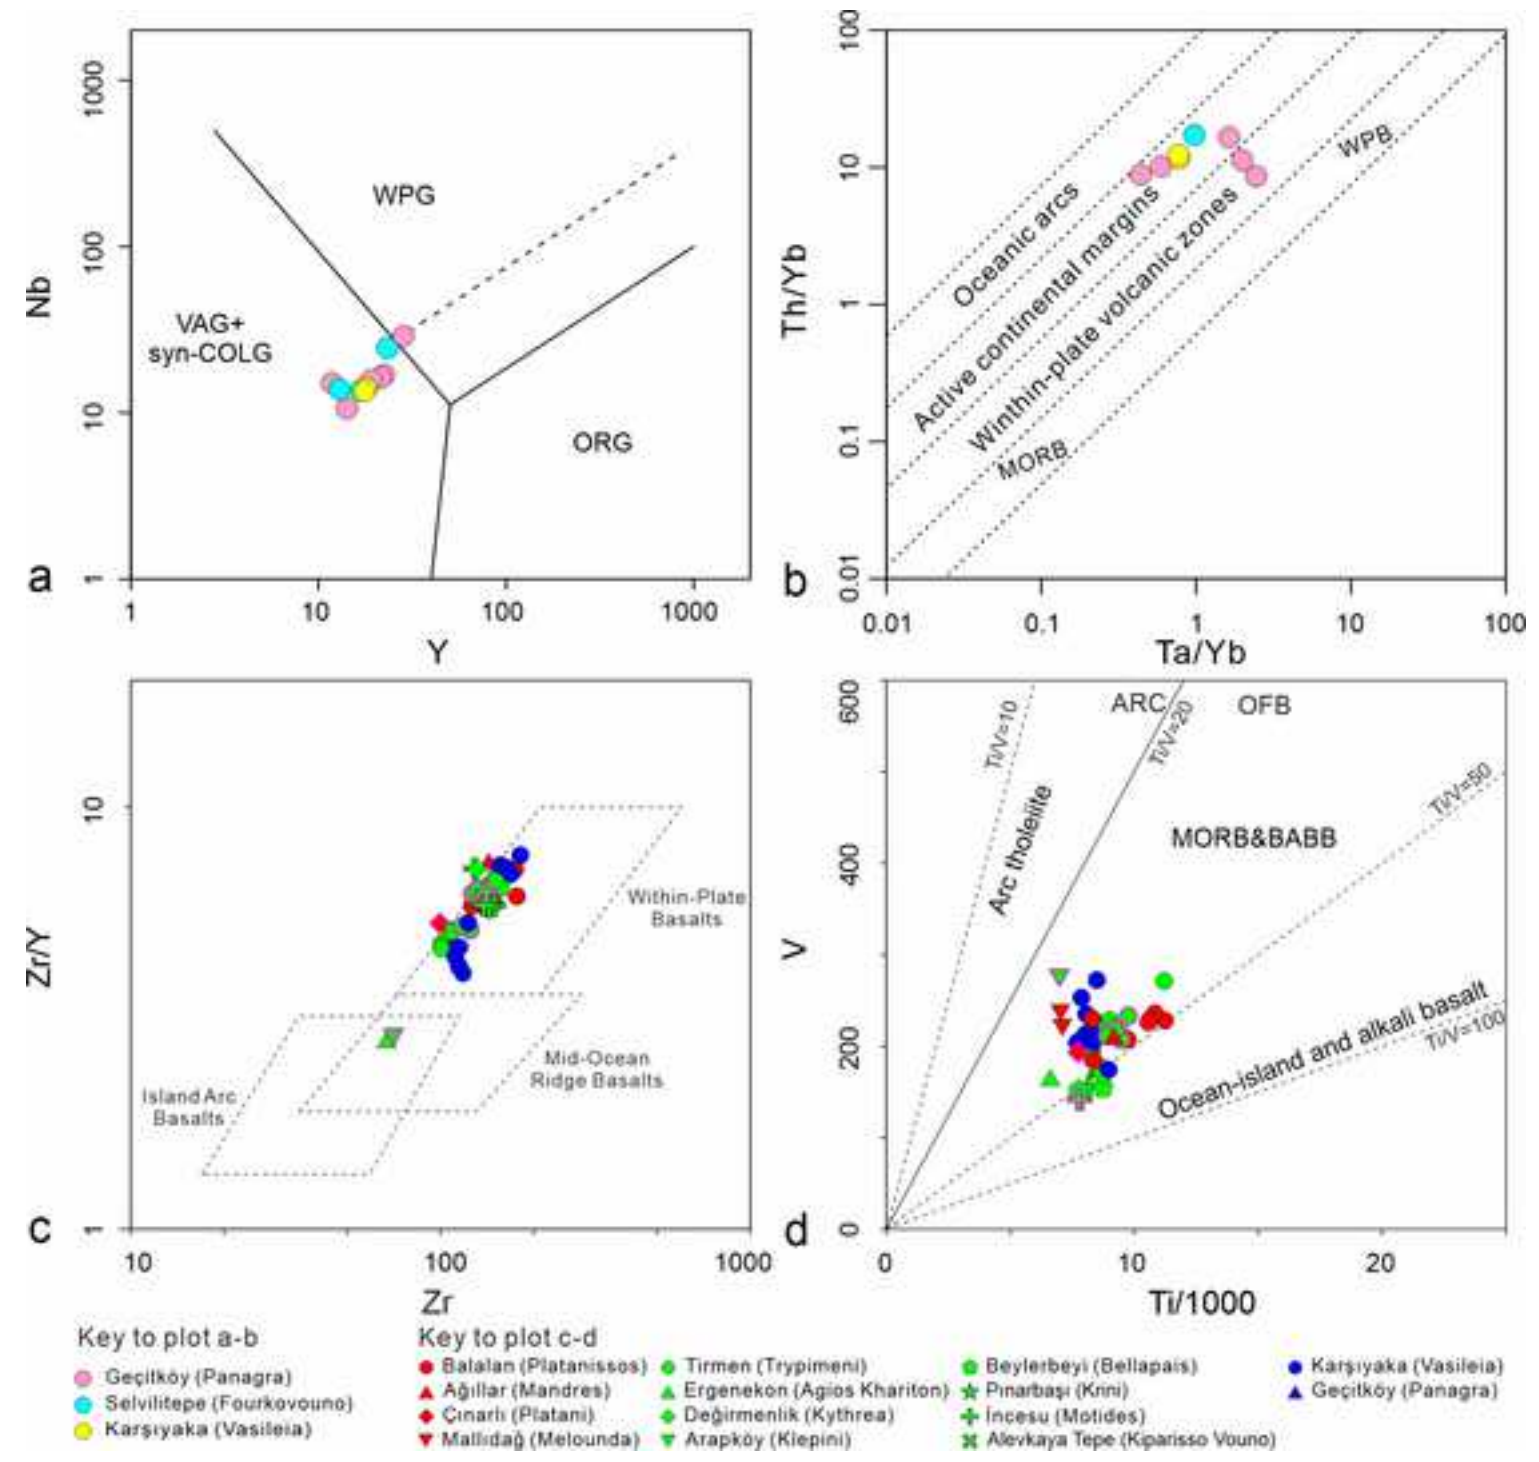 1000
100
10
1
Nb
WPG
VAG+
syn-COLG
ORG
a
1 10 100 1000
Y
100
10
1
0.1
0.01
Th/Yb
Oceanic arcs
Active continental margins
Winthin-plate volcanic zones
WPB
MORB
b
0.01 0.1 1 10 100
Ta/Yb
10
1
Zr/Y
Within-Plate
Basalts
Mid-Ocean
Ridge Basalts
Island Arc
Basalts
c
10 100 1000
Zr
600
400
200
0
V
ARC
OFB
Ti/V=10
Ti/V=20
Ti/V=50
Ti/V=100
Arc tholeiite
MORB&BABB
Ocean-island and alkali basalt
d
0 10 20
Ti/1000
Key to plot a-b
Geçitköy (Panagra)
Selvilitepe (Fourkovouno)
Karşıyaka (Vasileia)
Key to plot c-d
Balalan (Platanissos)
Ağıllar (Mandres)
Çınarlı (Platani)
Mallıdağ (Melounda)
Tirmen (Trypimeni)
Ergenekon (Agios Khariton)
Değirmenlik (Kythrea)
Arapköy (Klepini)
Beylerbeyi (Bellapais)
Pınarbaşı (Krini)
İncesu (Motides)
Alevkaya Tepe (Kiparisso Vouno)
Karşıyaka (Vasileia)
Geçitköy (Panagra)